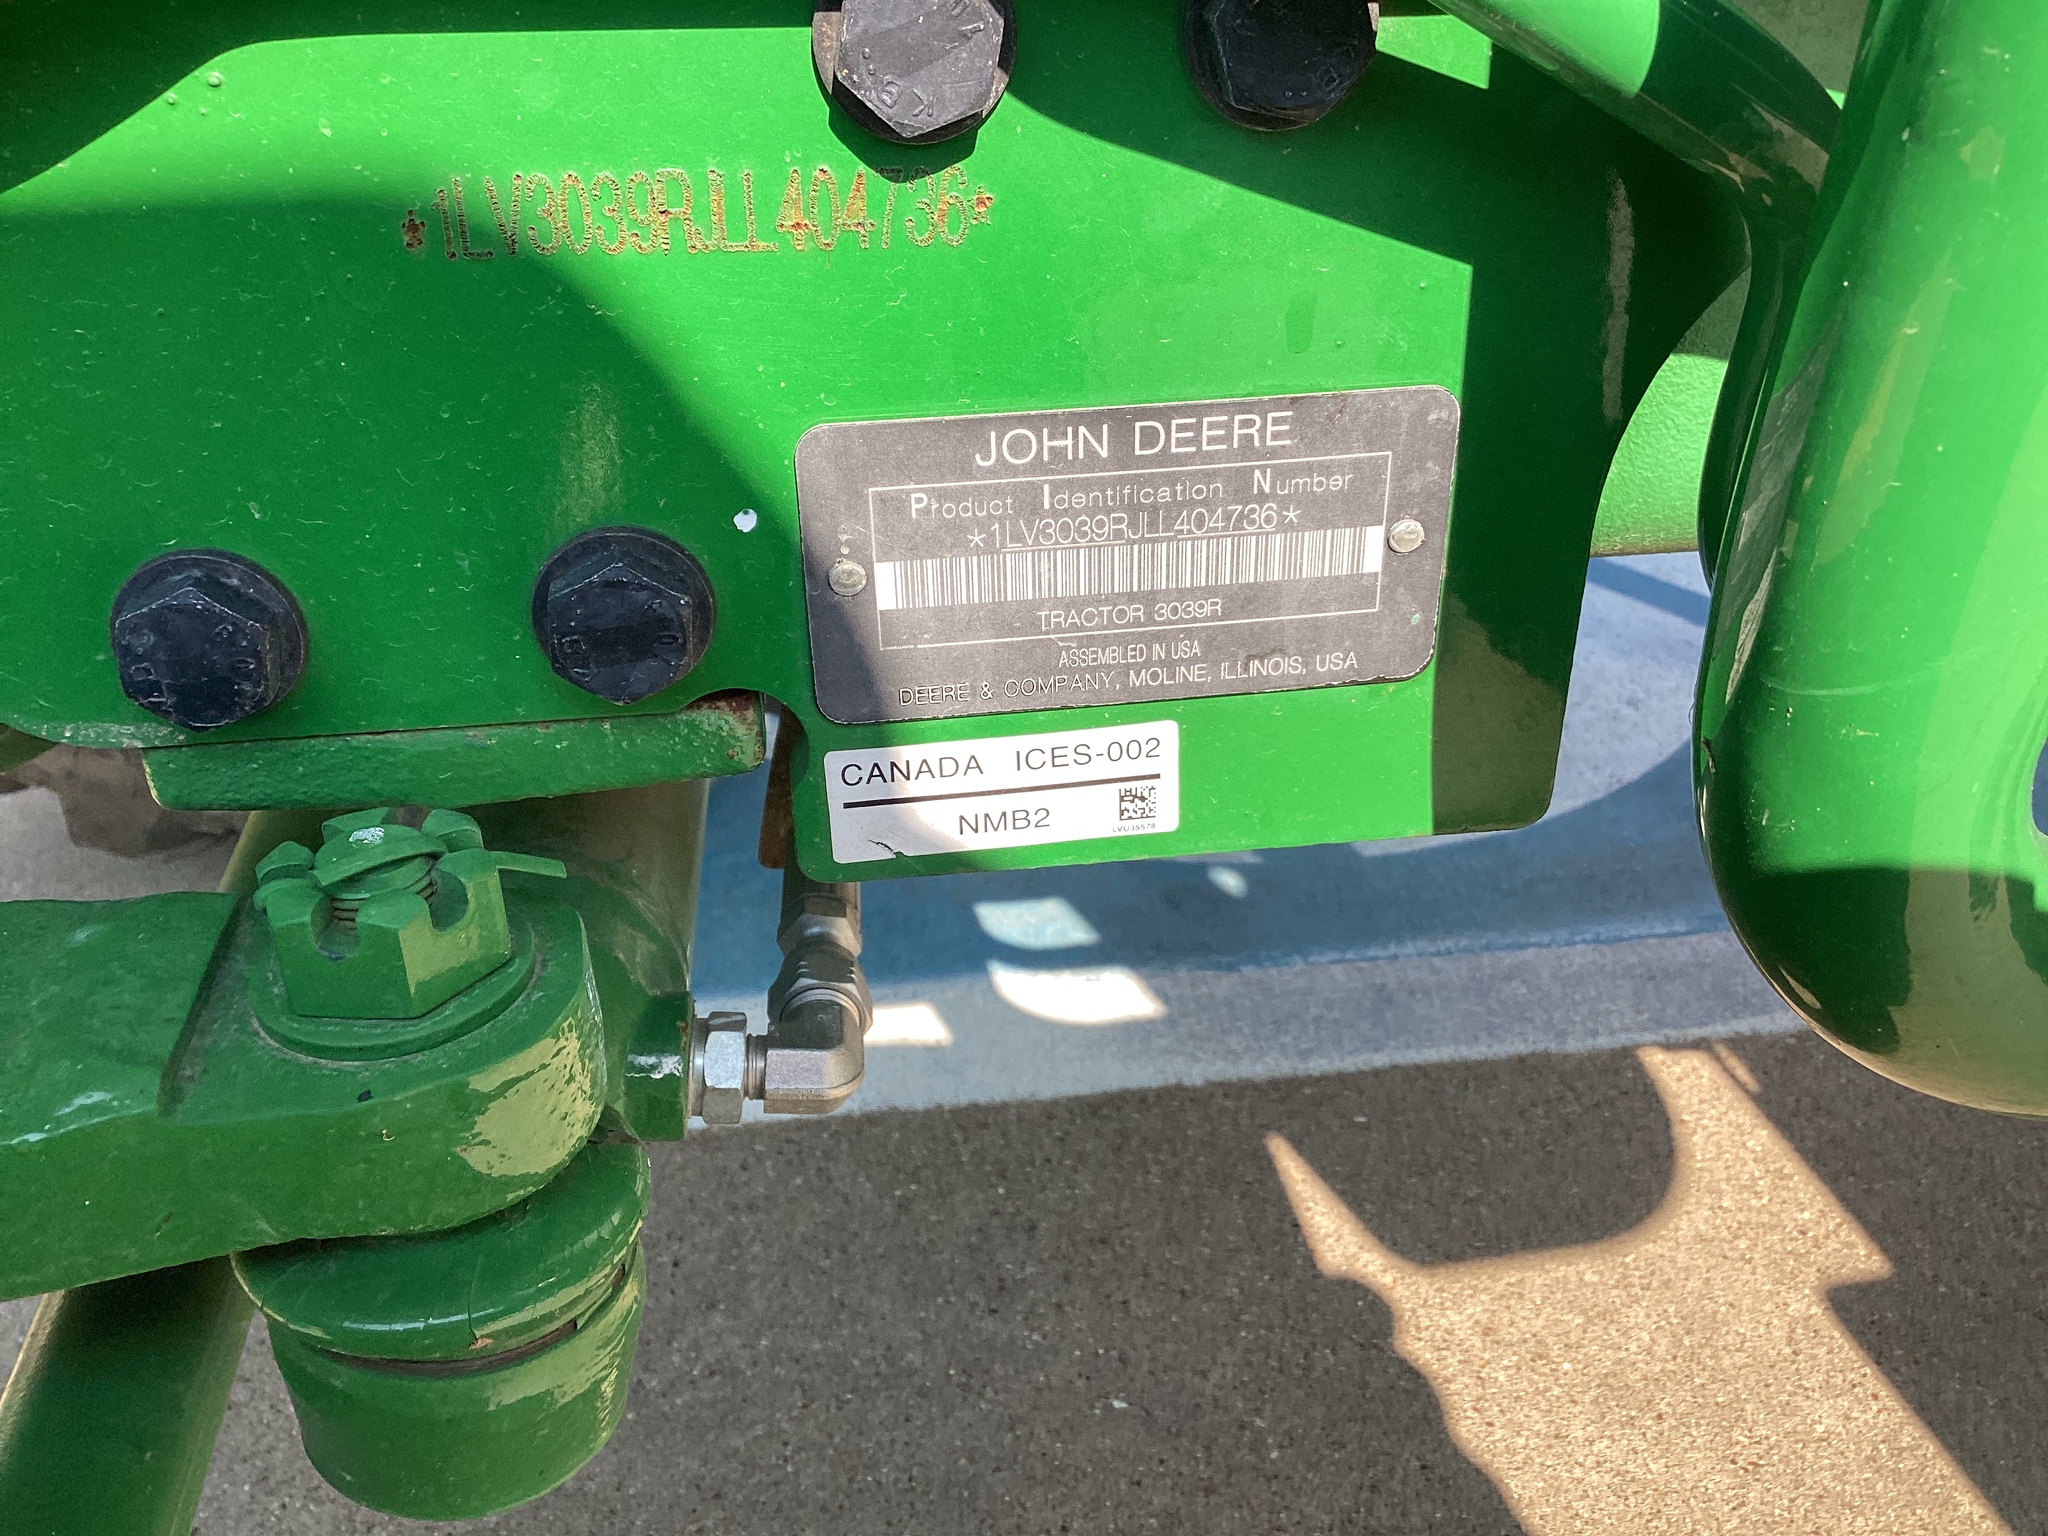 *1LV3039RJLL404736*
JOHN DEERE
Product Identification Number
*1LV3039RJLL404736*
TRACTOR 3039R
ASSEMBLED IN USA
DEERE & COMPANY, MOLINE, ILLINOIS, USA
CANADA ICES-002
NMB2
LVU35578